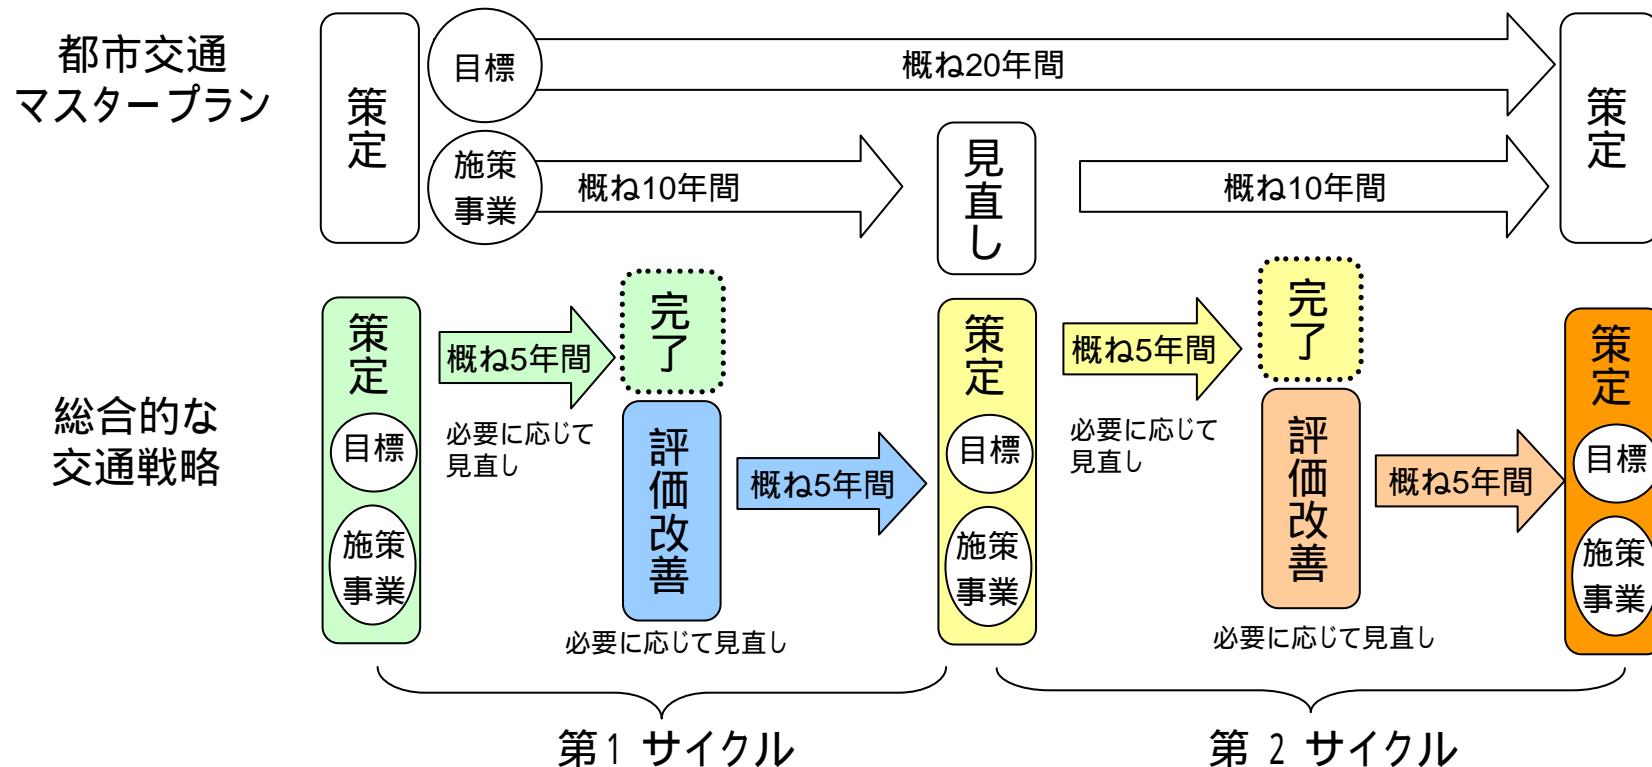 都市交通
マスタープラン
策定
目標
概ね20年間
施策
事業
概ね10年間
見直し
概ね10年間
策定
総合的な
交通戦略
策定
目標
施策
事業
概ね5年間
必要に応じて
見直し
完了
評価改善
概ね5年間
必要に応じて見直し
策定
目標
施策
事業
概ね5年間
必要に応じて
見直し
完了
評価改善
概ね5年間
必要に応じて見直し
策定
目標
施策
事業
第1 サイクル
第 2 サイクル